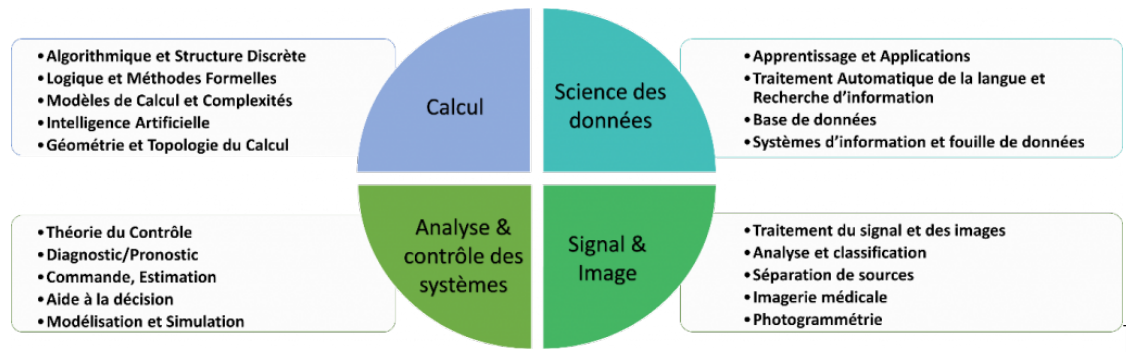 • Algorithmique et Structure Discrète
• Logique et Méthodes Formelles
• Modèles de Calcul et Complexités
• Intelligence Artificielle
• Géométrie et Topologie du Calcul
Calcul
Science des
données
• Apprentissage et Applications
• Traitement Automatique de la langue et
Recherche d’information
• Base de données
• Systèmes d’information et fouille de données
• Théorie du Contrôle
• Diagnostic/Pronostic
• Commande, Estimation
• Aide à la décision
• Modélisation et Simulation
Analyse &
contrôle des
systèmes
Signal &
Image
• Traitement du signal et des images
• Analyse et classification
• Séparation de sources
• Imagerie médicale
• Photogrammétrie